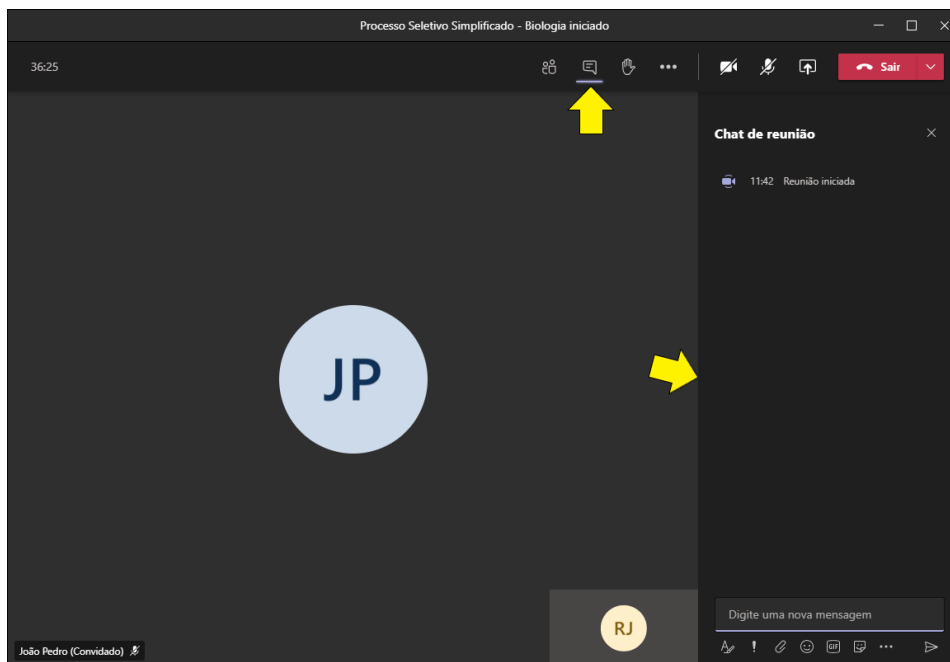 Processo Seletivo Simplificado - Biologia iniciado
36:25
Sair
Chat de reunião
11:42 Reunião iniciada
JP
RJ
Digite uma nova mensagem
João Pedro (Convidado)
GIF